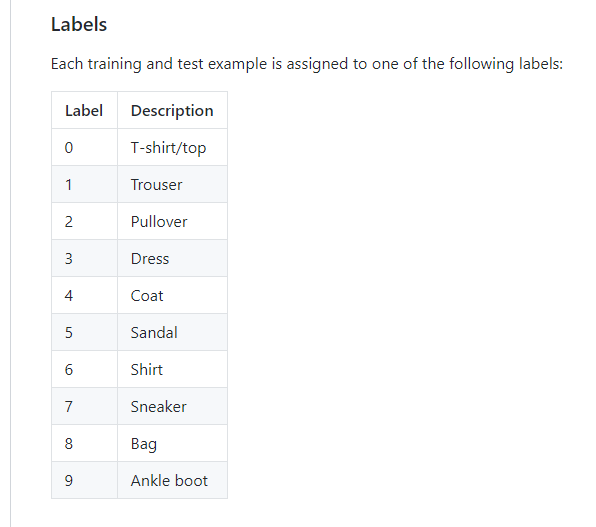 Labels
Each training and test example is assigned to one of the following labels:
Label Description
0 T-shirt/top
1 Trouser
2 Pullover
3 Dress
4 Coat
5 Sandal
6 Shirt
7 Sneaker
8 Bag
9 Ankle boot